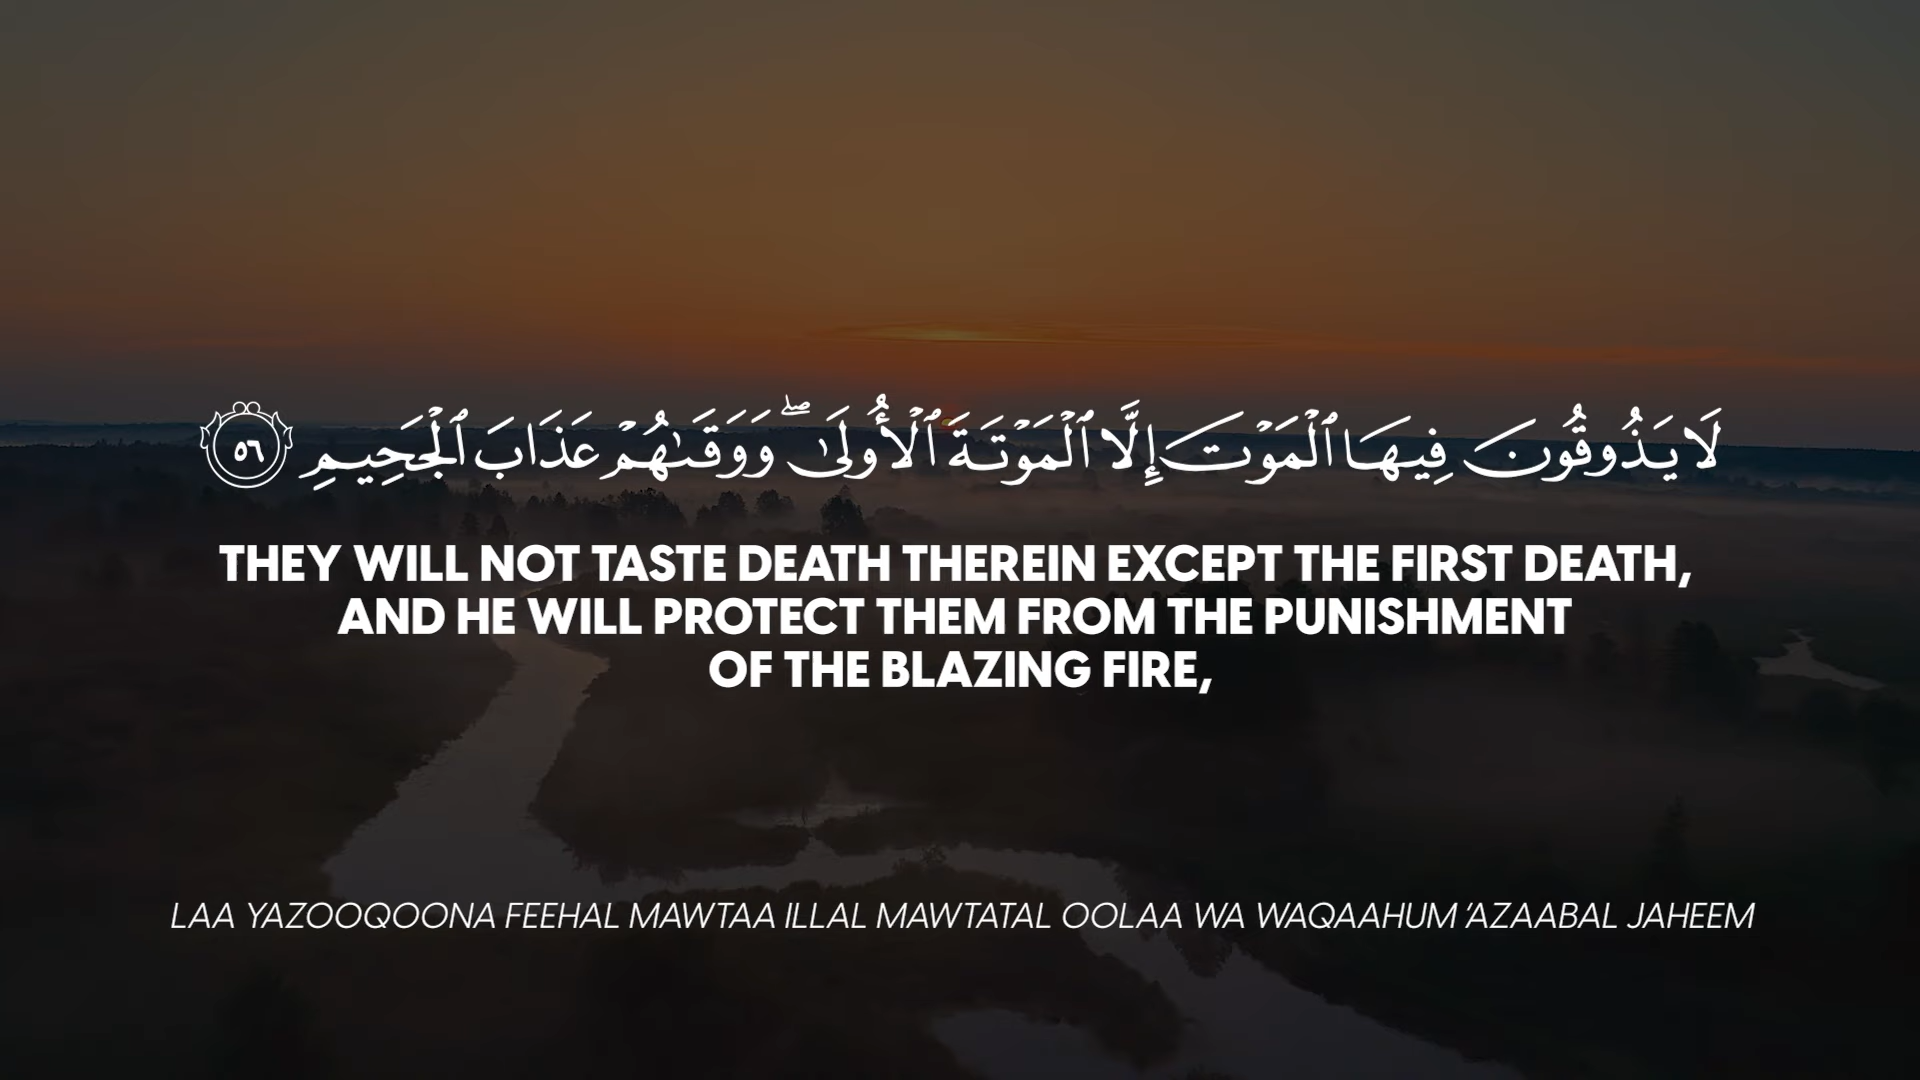 لَا يَذُوقُونَ فِيهَا ٱلْمَوْتَ إِلَّا ٱلْمَوْتَةَ ٱلْأُولَىٰ ۖ وَوَقَىٰهُمْ عَذَابَ ٱلْجَحِيمِ ٥٦
THEY WILL NOT TASTE DEATH THEREIN EXCEPT THE FIRST DEATH,
AND HE WILL PROTECT THEM FROM THE PUNISHMENT
OF THE BLAZING FIRE,
LAA YAZOOQOONA FEEHAL MAWTAA ILLAL MAWTATAL OOLAA WA WAQAAHUM 'AZAABAL JAHEEM